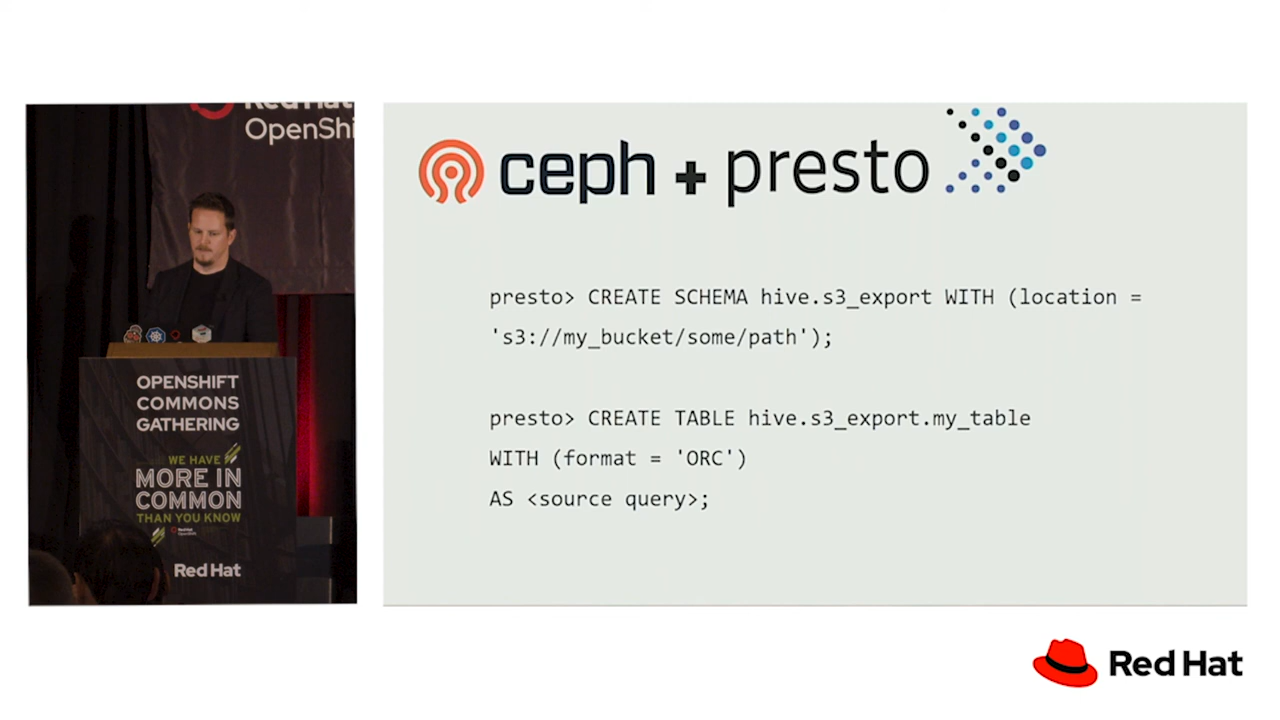 Red Hat
OpenShi
OPENSHIFT
COMMONS
GATHERING
WE HAVE
MORE IN
COMMON
THAN YOU KNOW
Red Hat
ceph + presto
presto> CREATE SCHEMA hive.s3_export WITH (location =
's3://my_bucket/some/path');
presto> CREATE TABLE hive.s3_export.my_table
WITH (format = 'ORC')
AS <source query>;
Red Hat